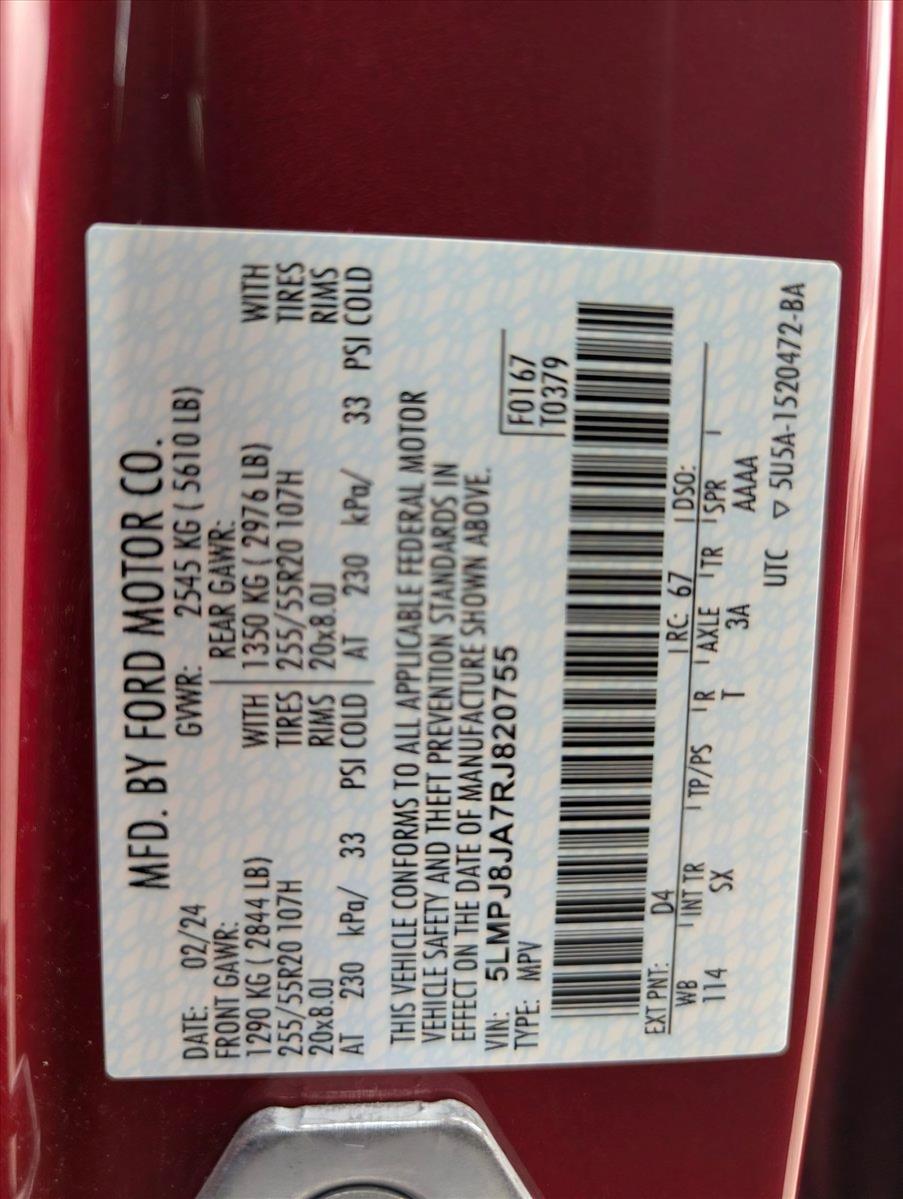 MFD. BY FORD MOTOR CO.
DATE: 02/24 GVWR: 2545 KG ( 5610 LB)
FRONT GAWR: REAR GAWR:
1290 KG (2844 LB) WITH 1350 KG ( 2976 LB) WITH
255/55R20 107H TIRES 255/55R20 107H TIRES
20x8.0J RIMS 20x8.0J RIMS
AT 230 kPa/ 33 PSI COLD AT 230 kPa/ 33 PSI COLD
THIS VEHICLE CONFORMS TO ALL APPLICABLE FEDERAL MOTOR
VEHICLE SAFETY AND THEFT PREVENTION STANDARDS IN
EFFECT ON THE DATE OF MANUFACTURE SHOWN ABOVE.
VIN: 5LMPJ8JA7RJ820755 F0167
TYPE: MPV T0379
EXT PNT: D4 RC: 67 DSO:
WB INT TR TP/PS R AXLE TR SPR
114 SX T 3A AAAA
UTC ▽ 5U5A-1520472-BA